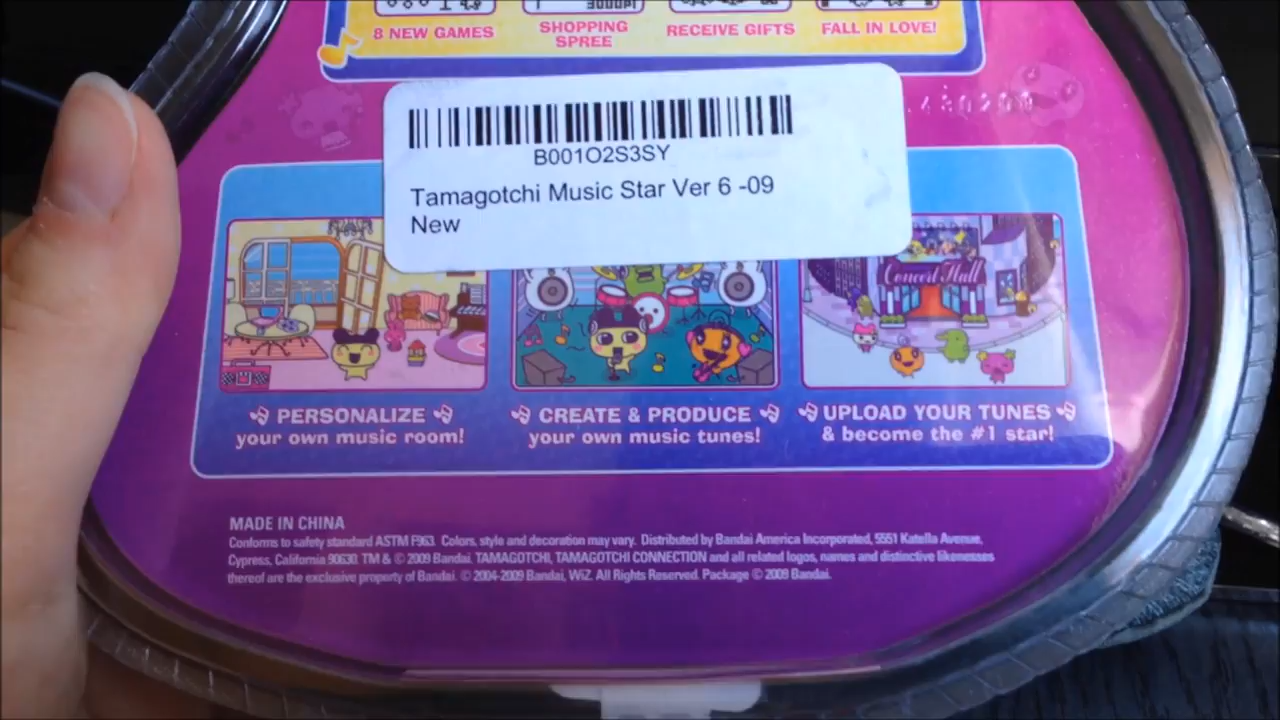 8 NEW GAMES
SHOPPING
SPREE
RECEIVE GIFTS
FALL IN LOVE!
B001O2S3SY
Tamagotchi Music Star Ver 6 -09
New
Concert Hall
PERSONALIZE
your own music room!
CREATE & PRODUCE
your own music tunes!
UPLOAD YOUR TUNES
& become the #1 star!
MADE IN CHINA
Conforms to safety standard ASTM F963. Colors, style and decoration may vary. Distributed by Bandai America Incorporated, 5551 Katella Avenue,
Cypress, California 90630. TM & © 2009 Bandai. TAMAGOTCHI, TAMAGOTCHI CONNECTION and all related logos, names and distinctive likenesses
thereof are the exclusive property of Bandai. © 2004-2009 Bandai, WiZ. All Rights Reserved. Package © 2009 Bandai.